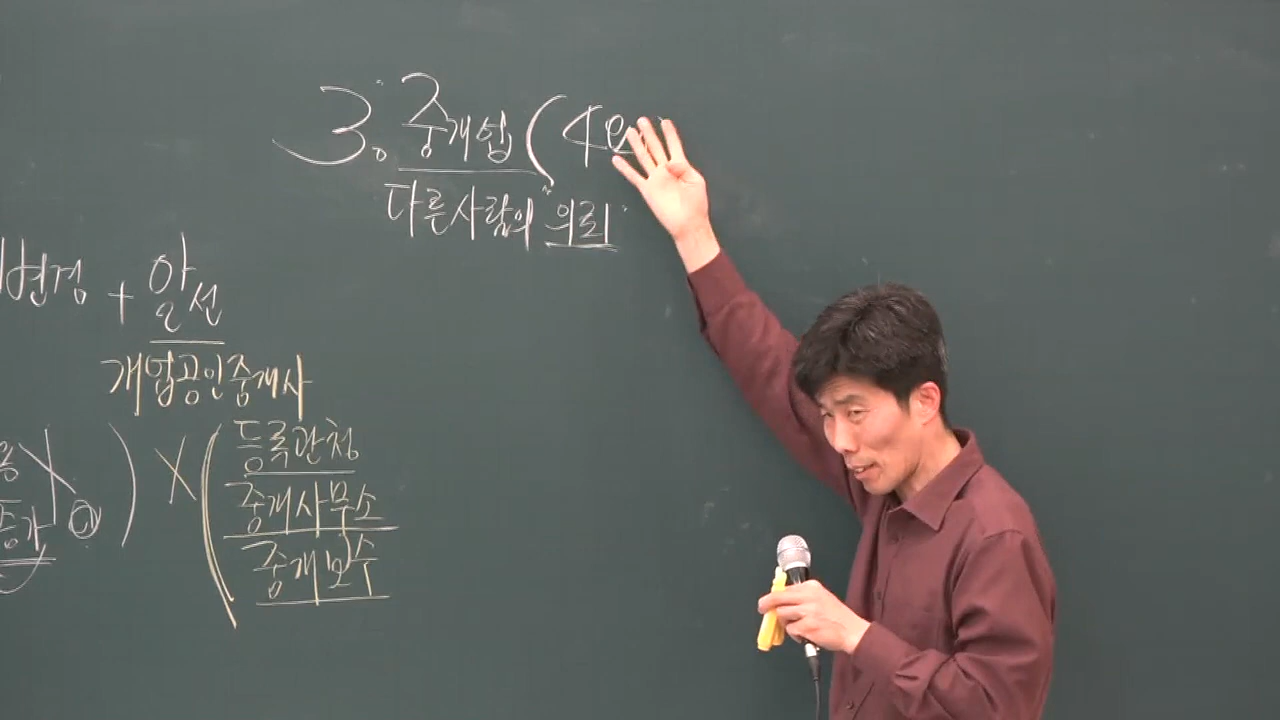 3. 중개업 (4
다른사람의 "의뢰"
변경 + 알선
개업공인중개사
X ) X ( 등록관청
중개사무소
중개보수